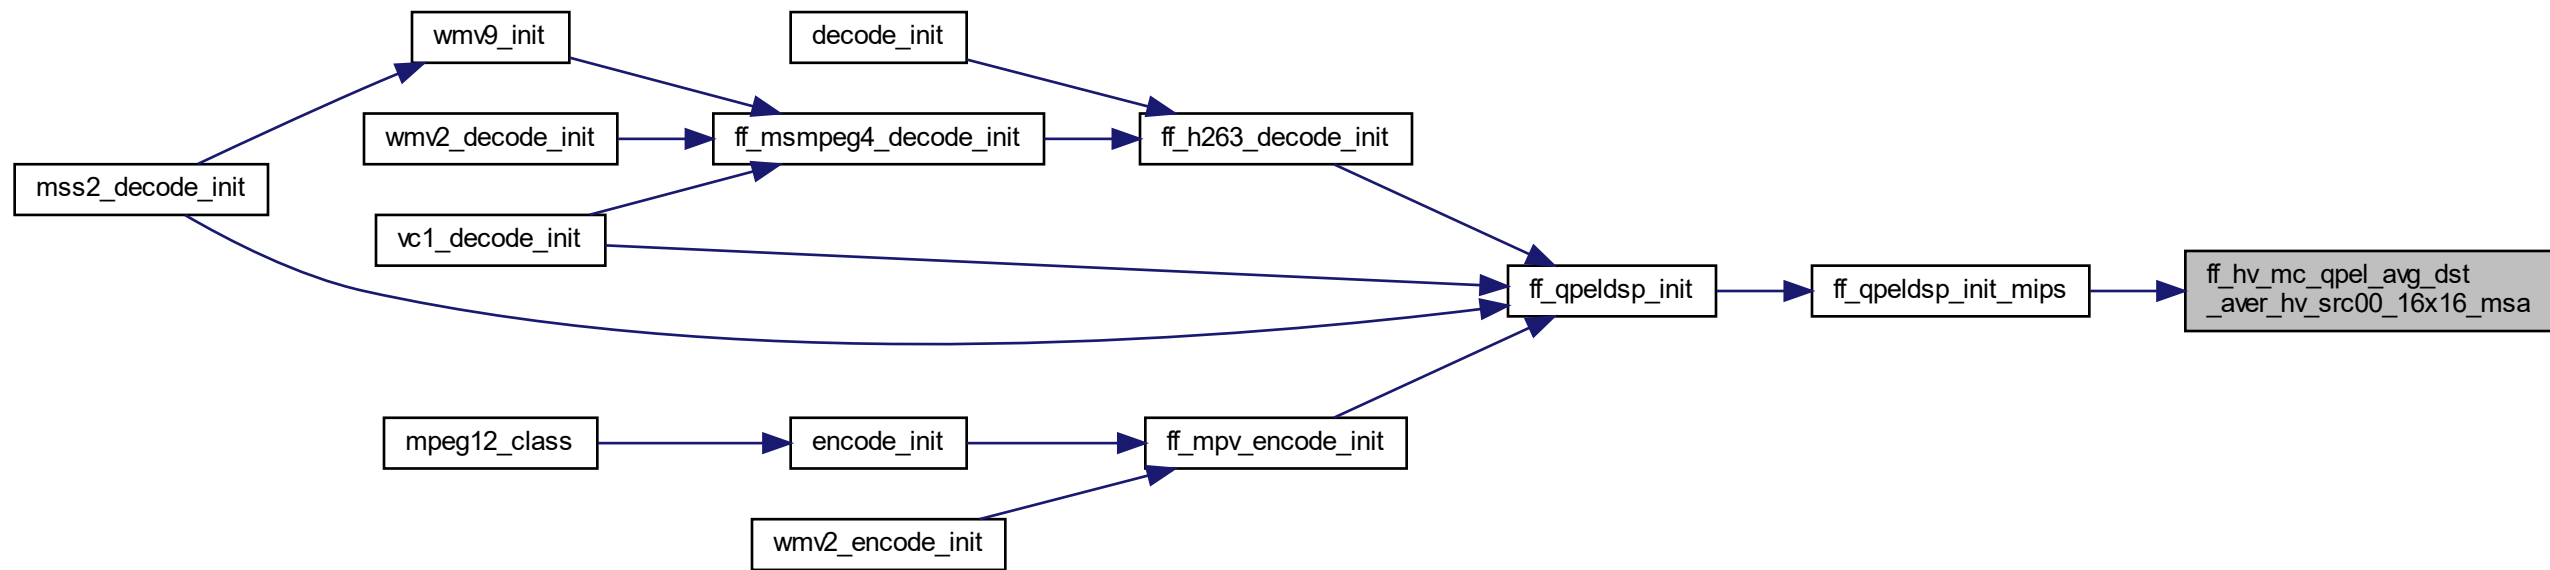 wmv9_init
decode_init
wmv2_decode_init
ff_msmpeg4_decode_init
ff_h263_decode_init
mss2_decode_init
vc1_decode_init
ff_qpeldsp_init
ff_qpeldsp_init_mips
ff_hv_mc_qpel_avg_dst
_aver_hv_src00_16x16_msa
mpeg12_class
encode_init
ff_mpv_encode_init
wmv2_encode_init